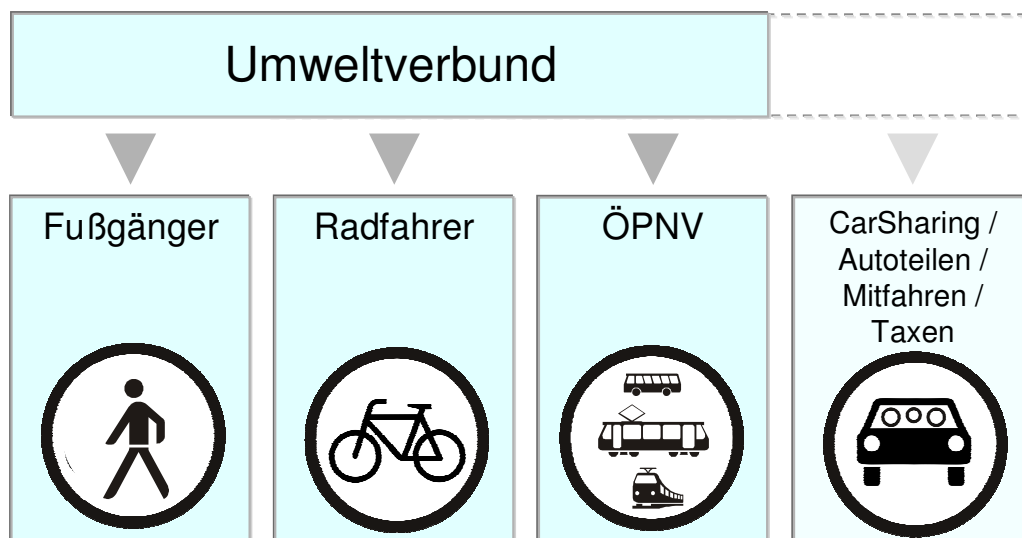 Umweltverbund
Fußgänger
Radfahrer
ÖPNV
CarSharing /
Autoteilen /
Mitfahren /
Taxen